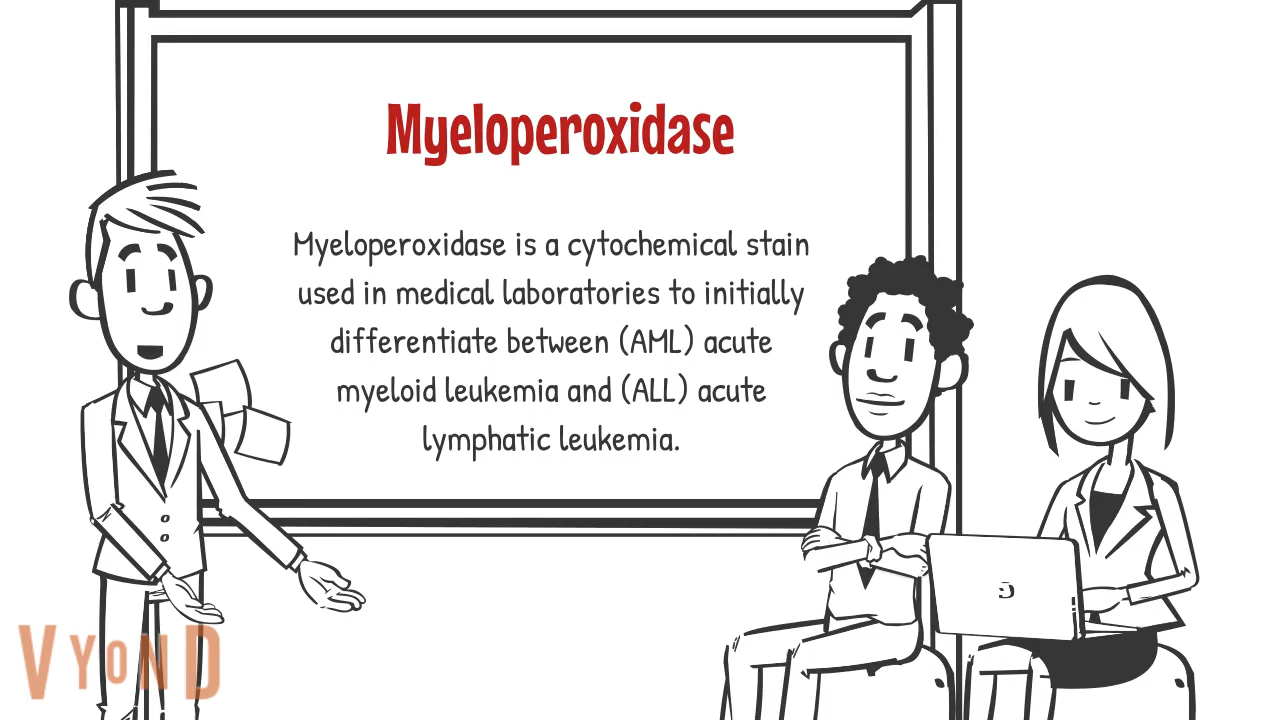 Myeloperoxidase
Myeloperoxidase is a cytochemical stain
used in medical laboratories to initially
differentiate between (AML) acute
myeloid leukemia and (ALL) acute
lymphatic leukemia.
VYOND